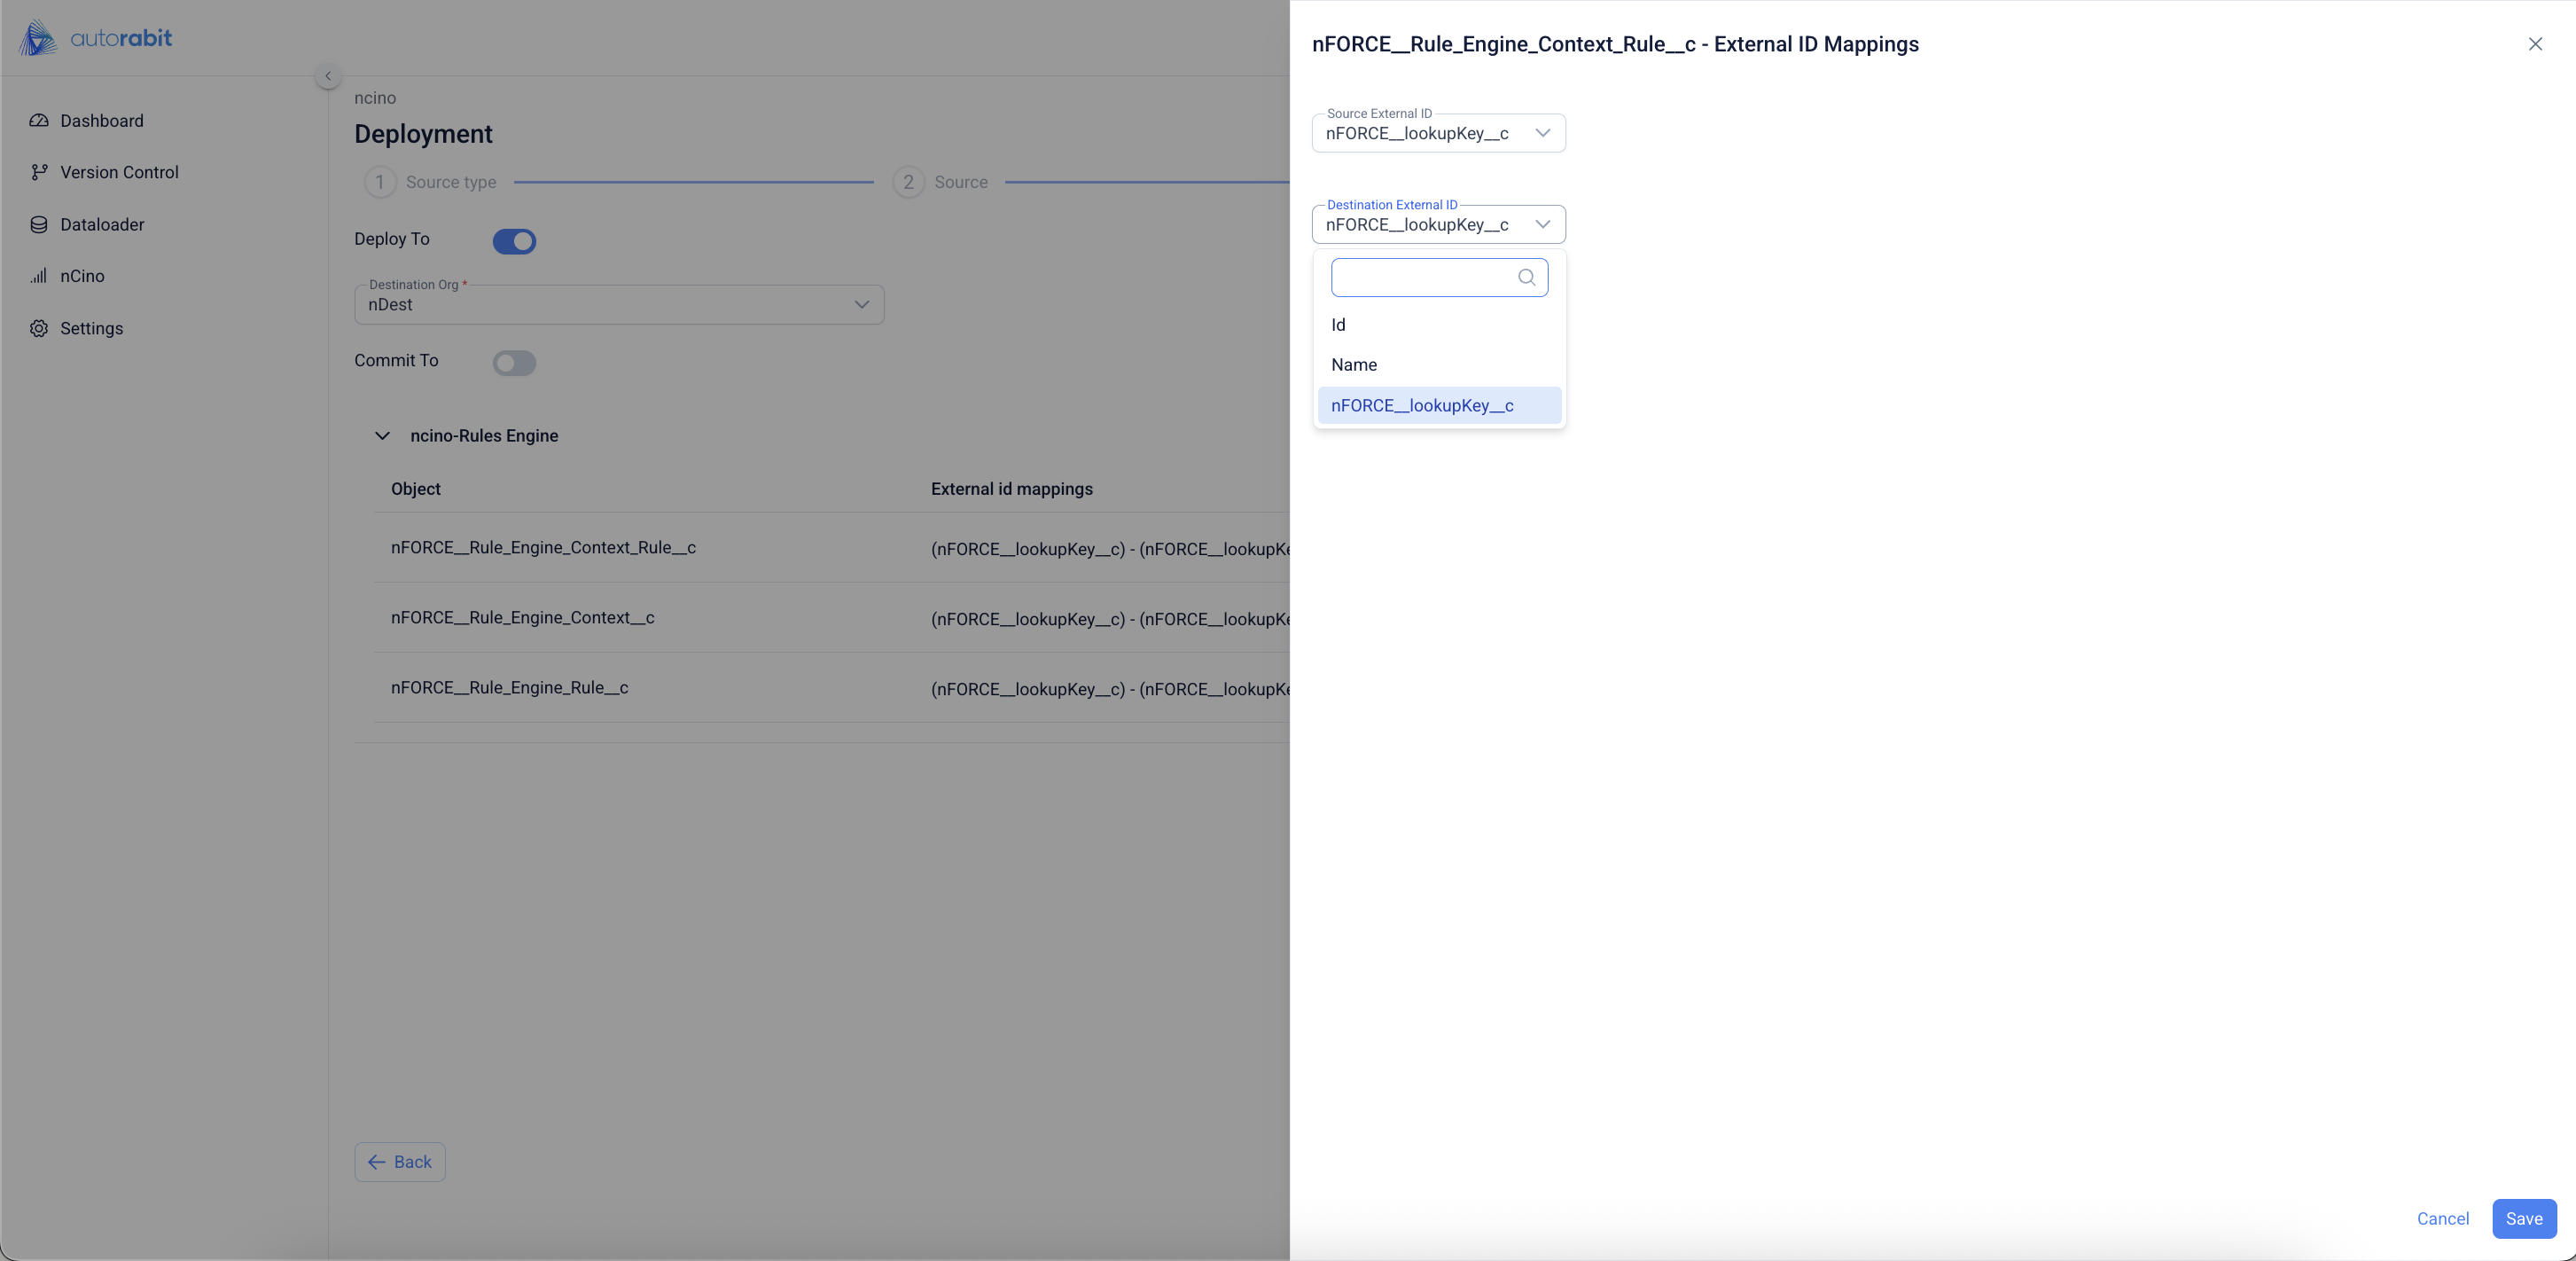 autorabit
Dashboard
Version Control
Dataloader
nCino
Settings
ncino
Deployment
1 Source type 2 Source
Deploy To
Destination Org *
nDest
Commit To
ncino-Rules Engine
Object External id mappings
nFORCE__Rule_Engine_Context_Rule__c (nFORCE__lookupKey__c) - (nFORCE__lookupKe
nFORCE__Rule_Engine_Context__c (nFORCE__lookupKey__c) - (nFORCE__lookupKe
nFORCE__Rule_Engine_Rule__c (nFORCE__lookupKey__c) - (nFORCE__lookupKe
Back
nFORCE__Rule_Engine_Context_Rule__c - External ID Mappings
Source External ID
nFORCE__lookupKey__c
Destination External ID
nFORCE__lookupKey__c
Id
Name
nFORCE__lookupKey__c
Cancel Save